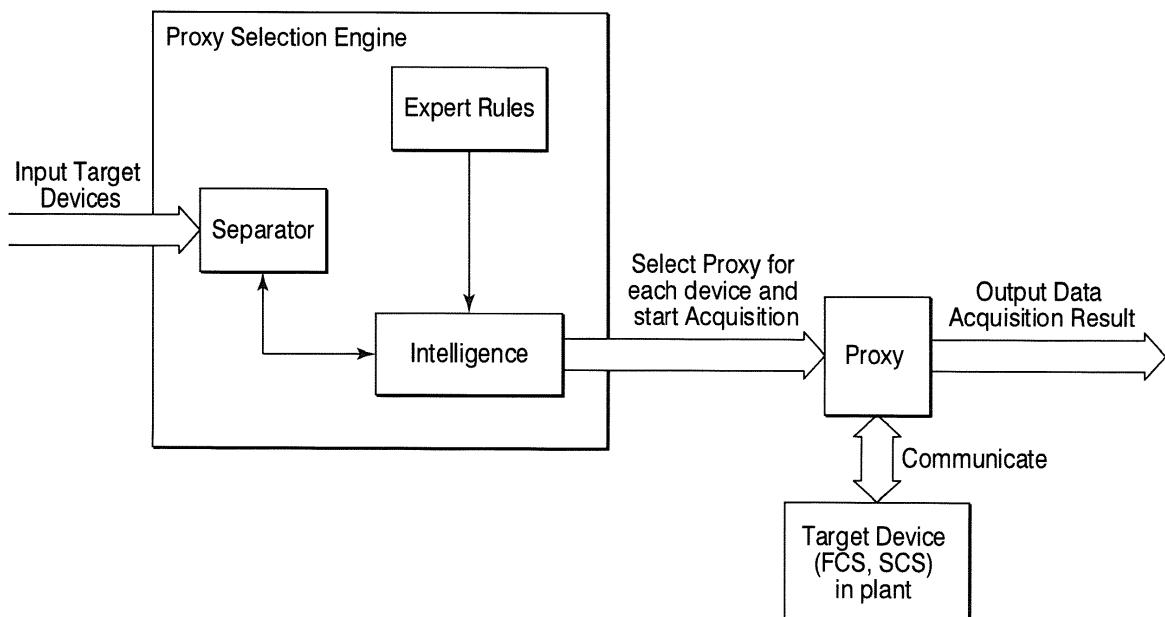 Proxy Selection Engine
Expert Rules
Input Target
Devices
Separator
Intelligence
Select Proxy for
each device and
start Acquisition
Proxy
Output Data
Acquisition Result
Communicate
Target Device
(FCS, SCS)
in plant